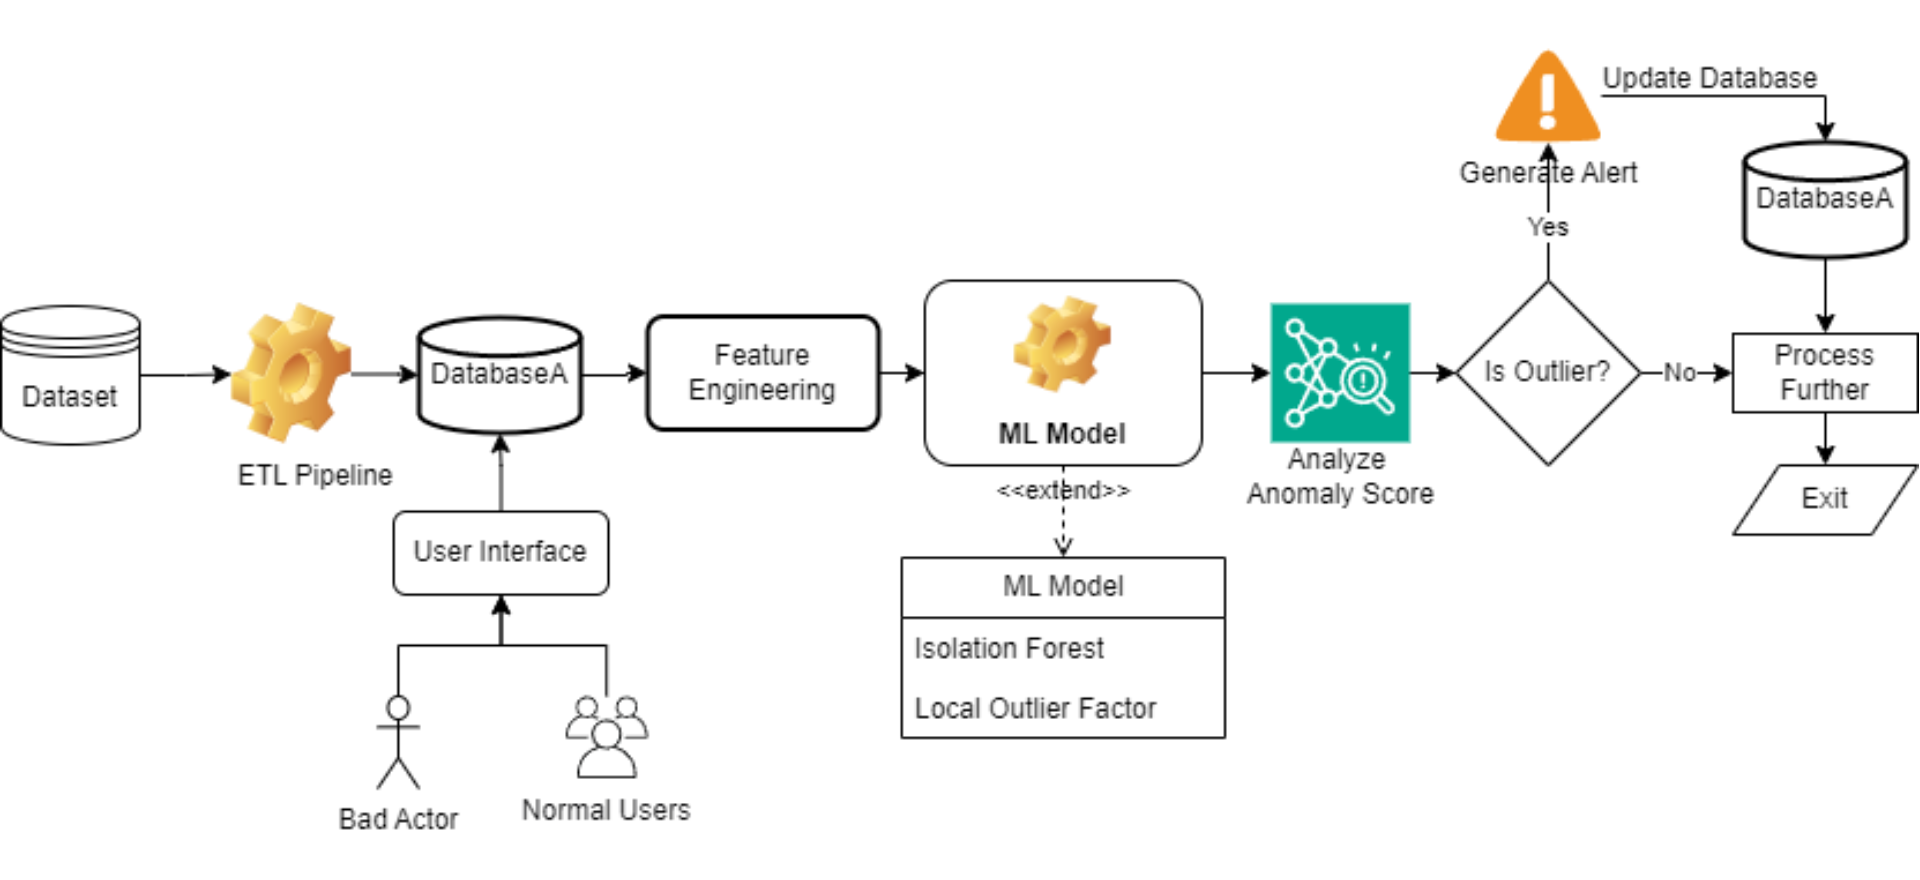 Update Database
Generate Alert
DatabaseA
Yes
Dataset
ETL Pipeline
DatabaseA
Feature
Engineering
ML Model
Analyze
Anomaly Score
Is Outlier?
No
Process
Further
Exit
<<extend>>
User Interface
ML Model
Isolation Forest
Local Outlier Factor
Bad Actor
Normal Users